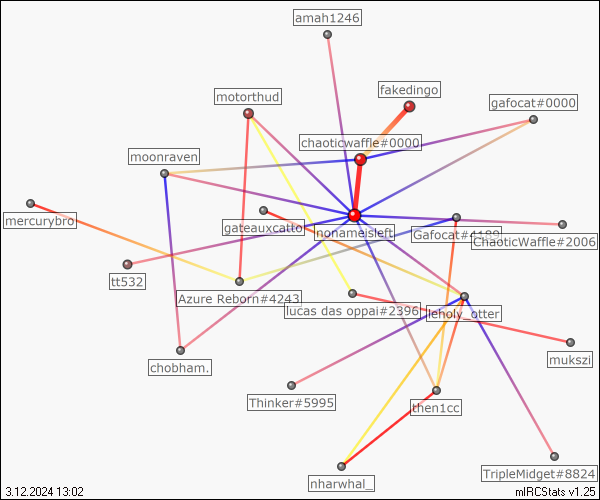 amah1246
fakedingo
motorthud
gafocat#0000
chaoticwaffle#0000
moonraven
mercurybro
gateauxcatto
nonameisleft
Gafocat#4189
ChaoticWaffle#2006
tt532
Azure Reborn#4243
lucas das oppai#2396
leholy_otter
chobham.
mukszi
Thinker#5995
then1cc
nharwhal_
TripleMidget#8824
3.12.2024 13:02
mIRCStats v1.25